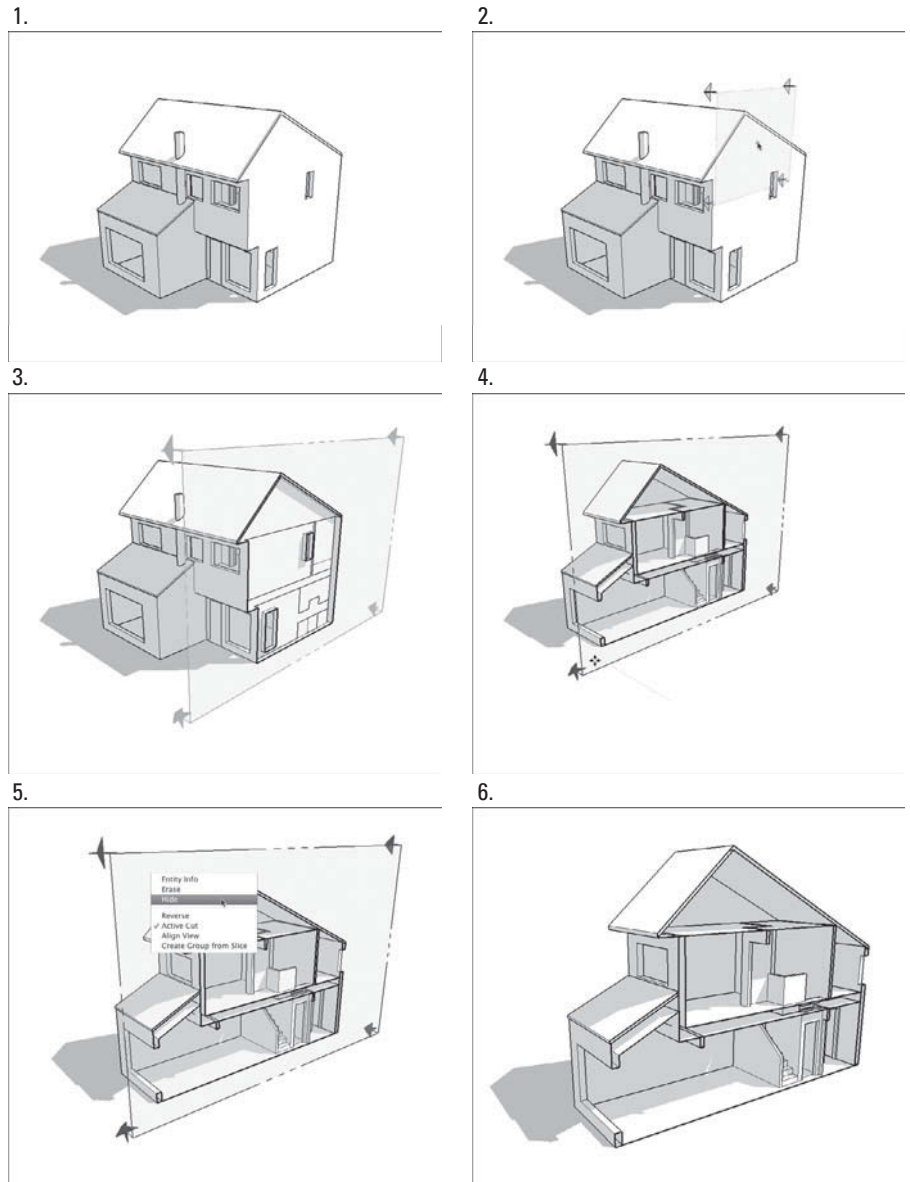 1.
2.
3.
4.
5.
Entity Info
Erase
Hide
Reverse
✓ Active Cut
Align View
Create Group from Slice
6.